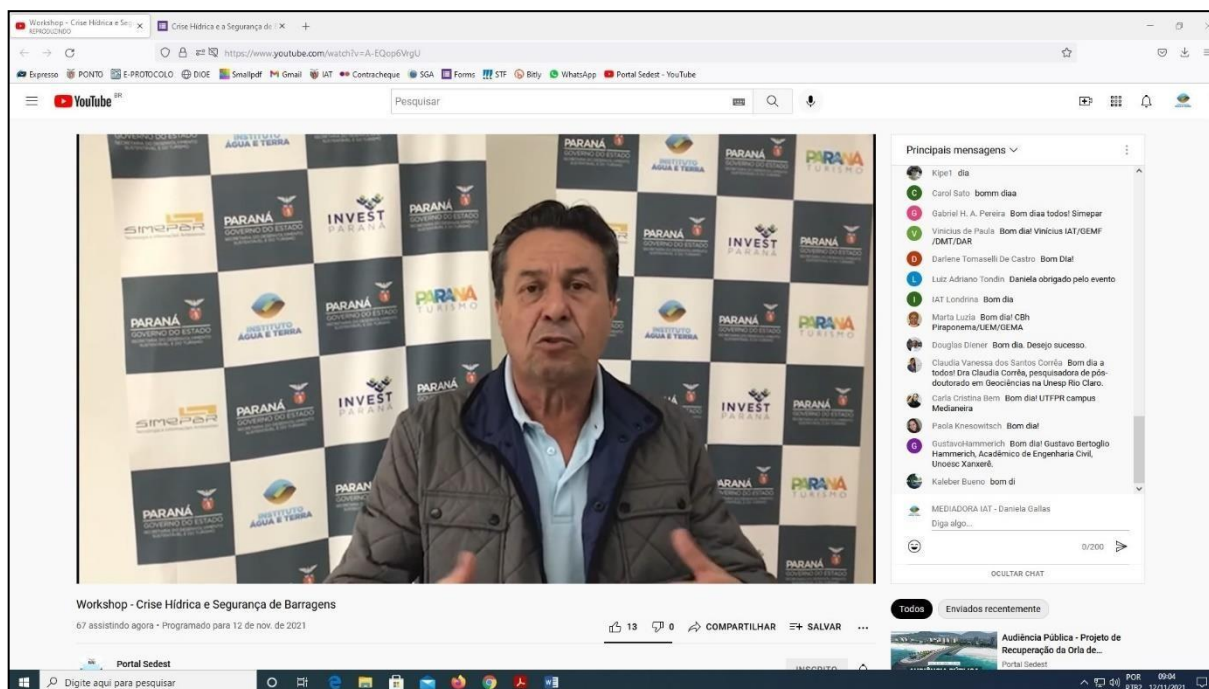 Workshop - Crise Hídrica e Seg
REPRODUZINDO
Crise Hídrica e a Segurança de
https://www.youtube.com/watch?v=A-EQop6VrgU
Expresso PONTO E-PROTOCOLO DIOE Smallpdf Gmail IAT Contracheque SGA Forms STF Bitly WhatsApp Portal Sedest - YouTube
YouTube BR
Pesquisar
INSTITUTO ÁGUA E TERRA
PARANÁ
GOVERNO DO ESTADO
SIMEPAR
INVEST PARANÁ
PARANÁ TURISMO
Principais mensagens
Kipe1 dia
Carol Sato bomm diaa
Gabriel H. A. Pereira Bom diaa todos! Simepar
Vinicius de Paula Bom dia! Vinícius IAT/GEMF
/DMT/DAR
Darlene Tomaselli De Castro Bom DIa!
Luiz Adriano Tondin Daniela obrigado pelo evento
IAT Londrina Bom dia
Marta Luzia Bom dia! CBh
Piraponema/UEM/GEMA
Douglas Diener Bom dia. Desejo sucesso.
Claudia Vanessa dos Santos Corrêa Bom dia a
todos! Dra Claudia Corrêa, pesquisadora de pós-
doutorado em Geociências na Unesp Rio Claro.
Carla Cristina Bem Bom dia! UTFPR campus
Medianeira
Paola Knesowitsch Bom dia!
GustavoHammerich Bom dia! Gustavo Bertoglio
Hammerich, Acadêmico de Engenharia Civil,
Unoesc Xanxerê.
Kaleber Bueno bom di
MEDIADORA IAT - Daniela Gallas
Diga algo...
0/200
OCULTAR CHAT
Workshop - Crise Hídrica e Segurança de Barragens
67 assistindo agora • Programado para 12 de nov. de 2021
13 0 COMPARTILHAR SALVAR ...
Portal Sedest
INSCRITO
Todos Enviados recentemente
Audiência Pública - Projeto de
Recuperação da Orla de...
Portal Sedest
Digite aqui para pesquisar
POR 09:04
PTB2 12/11/2021